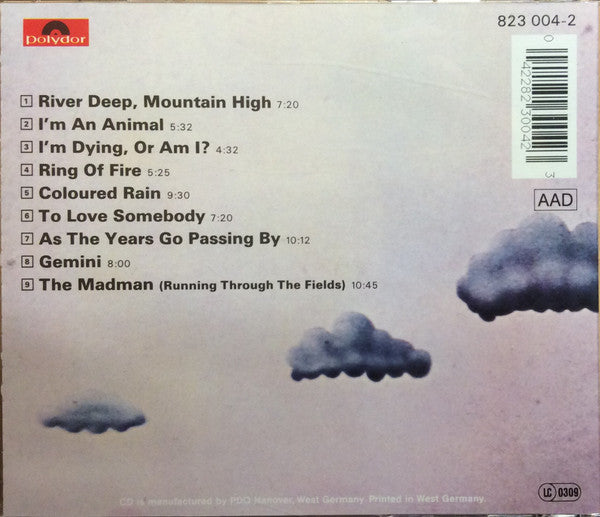 polydor
823 004-2
0 42282 30042 3
1 River Deep, Mountain High 7:20
2 I'm An Animal 5:32
3 I'm Dying, Or Am I? 4:32
4 Ring Of Fire 5:25
5 Coloured Rain 9:30
6 To Love Somebody 7:20
7 As The Years Go Passing By 10:12
8 Gemini 8:00
9 The Madman (Running Through The Fields) 10:45
AAD
CD is manufactured by PDO Hanover, West Germany. Printed in West Germany.
LC 0309